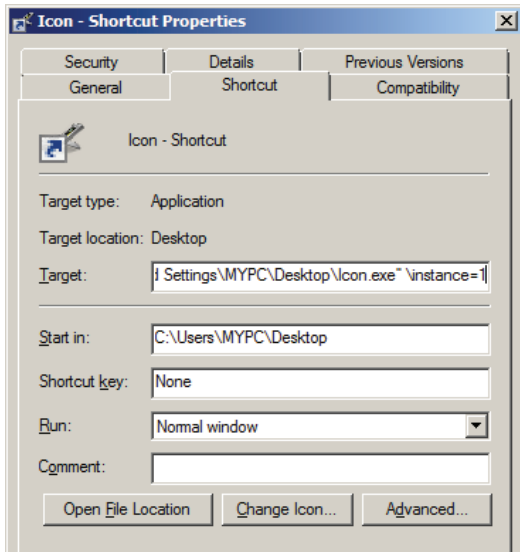 Icon - Shortcut Properties
Security Details Previous Versions
General Shortcut Compatibility
Icon - Shortcut
Target type: Application
Target location: Desktop
Target: d Settings\MYPC\Desktop\Icon.exe" \instance=1
Start in: C:\Users\MYPC\Desktop
Shortcut key: None
Run: Normal window
Comment:
Open File Location Change Icon... Advanced...